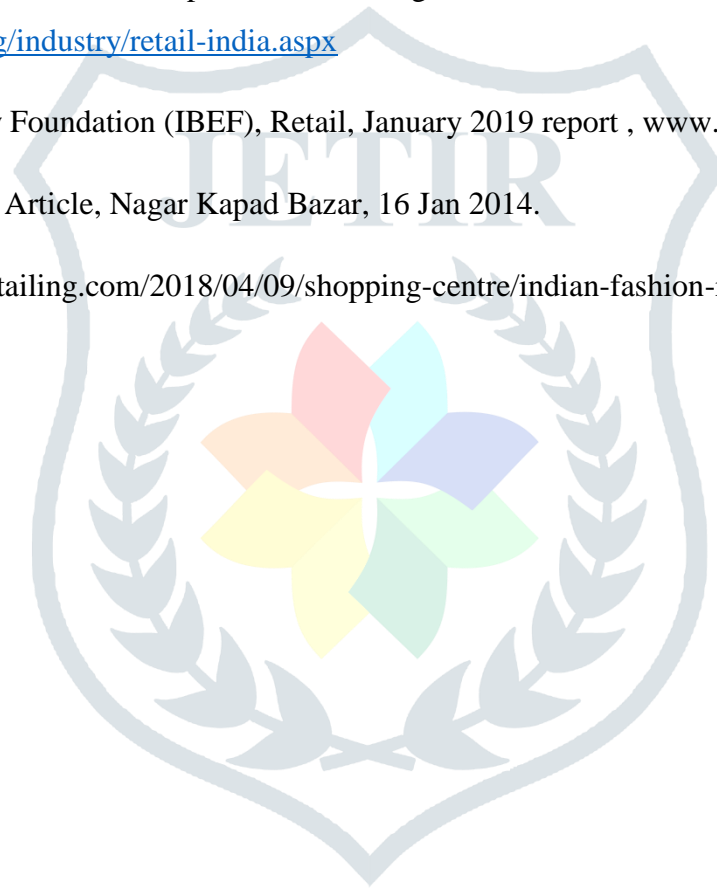 g/industry/retail-india.aspx
Foundation (IBEF), Retail, January 2019 report , www.
JETIR
Article, Nagar Kapad Bazar, 16 Jan 2014.
tailing.com/2018/04/09/shopping-centre/indian-fashion-